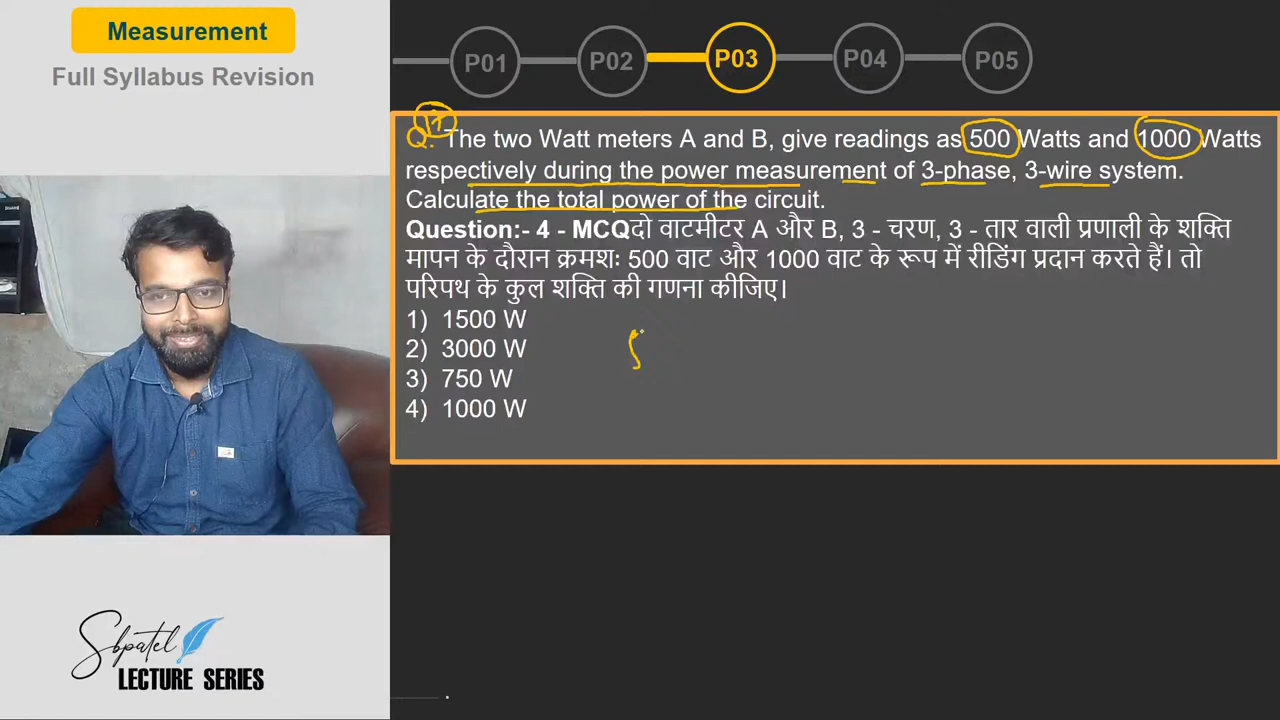 Measurement
Full Syllabus Revision
P01
P02
P03
P04
P05
17
Q. The two Watt meters A and B, give readings as 500 Watts and 1000 Watts
respectively during the power measurement of 3-phase, 3-wire system.
Calculate the total power of the circuit.
Question:- 4 - MCQदो वाटमीटर A और B, 3 - चरण, 3 - तार वाली प्रणाली के शक्ति
मापन के दौरान क्रमशः 500 वाट और 1000 वाट के रूप में रीडिंग प्रदान करते हैं। तो
परिपथ के कुल शक्ति की गणना कीजिए।
1) 1500 W
2) 3000 W
3) 750 W
4) 1000 W
Sbpatel
LECTURE SERIES